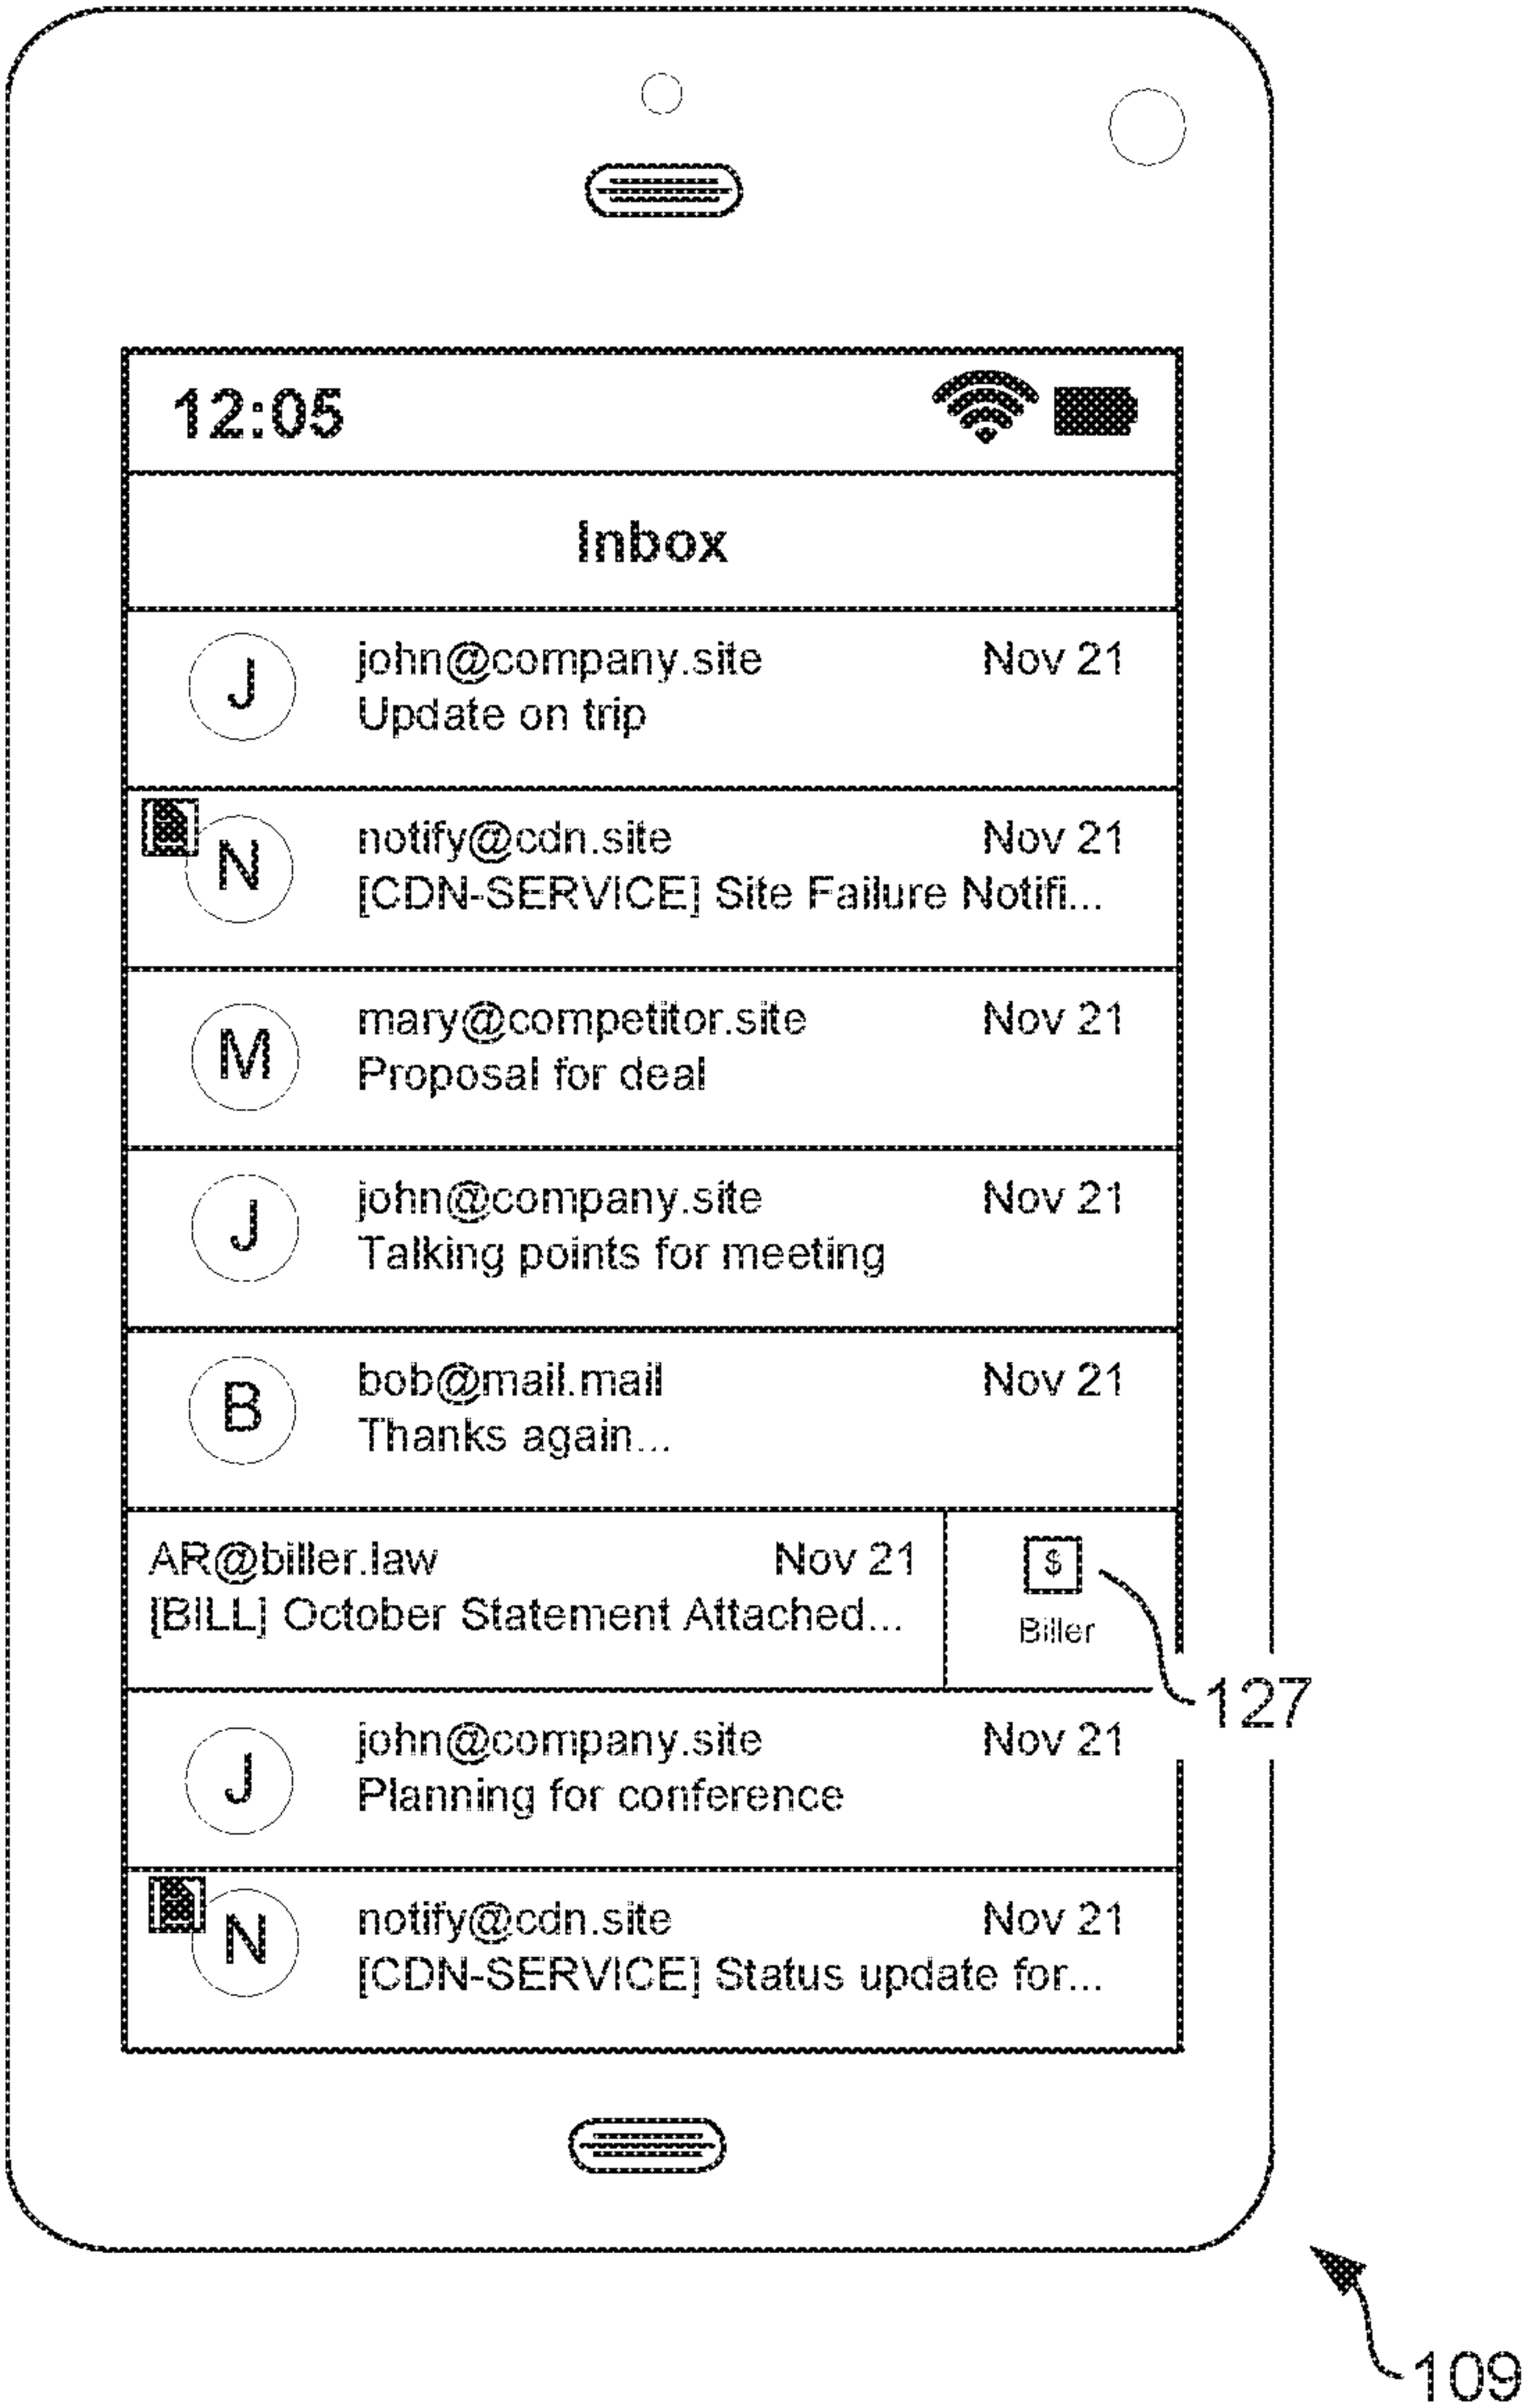 12:05
Inbox
J
john@company.site Nov 21
Update on trip
N
notify@cdn.site Nov 21
[CDN-SERVICE] Site Failure Notifi...
M
mary@competitor.site Nov 21
Proposal for deal
J
john@company.site Nov 21
Talking points for meeting
B
bob@mail.mail Nov 21
Thanks again...
AR@biller.law Nov 21
[BILL] October Statement Attached...
$
Biller
127
J
john@company.site Nov 21
Planning for conference
N
notify@cdn.site Nov 21
[CDN-SERVICE] Status update for...
109